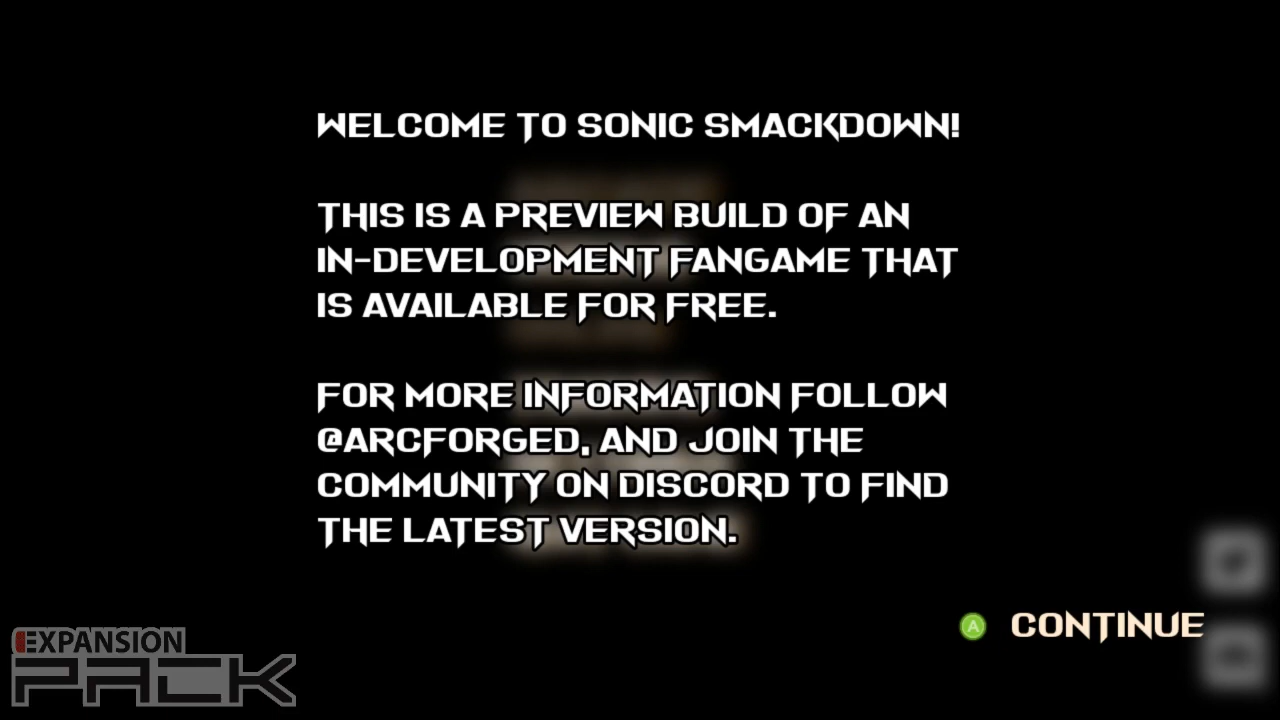 WELCOME TO SONIC SMACKDOWN!
THIS IS A PREVIEW BUILD OF AN
IN-DEVELOPMENT FANGAME THAT
IS AVAILABLE FOR FREE.
FOR MORE INFORMATION FOLLOW
@ARCFORGED, AND JOIN THE
COMMUNITY ON DISCORD TO FIND
THE LATEST VERSION.
A CONTINUE
EXPANSION
PACK